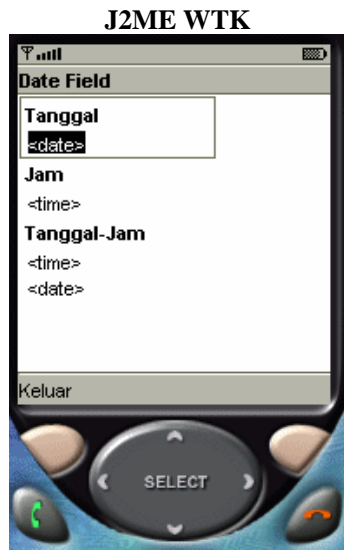 J2ME WTK
Date Field
Tanggal
<date>
Jam
<time>
Tanggal-Jam
<time>
<date>
Keluar
SELECT